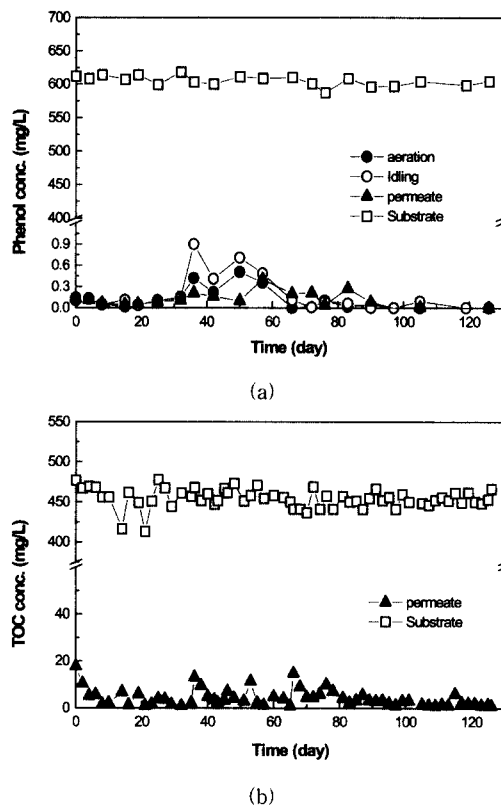 700
650
600
550
500
450
400
0.9
0.6
0.3
0.0
Phenol conc. (mg/L)
aeration
Idling
permeate
Substrate
0 20 40 60 80 100 120
Time (day)
(a)
550
500
450
400
40
20
0
TOC conc. (mg/L)
permeate
Substrate
0 20 40 60 80 100 120
Time (day)
(b)